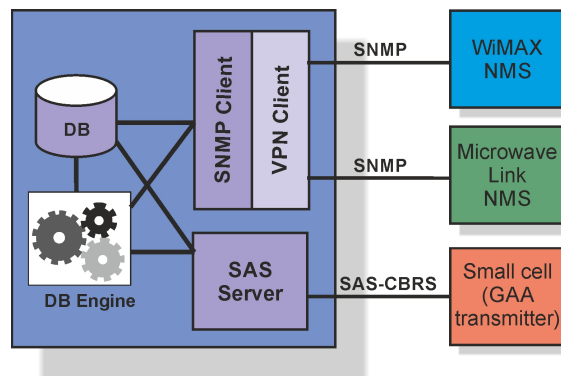 DB
DB Engine
SNMP Client
VPN Client
SAS
Server
SNMP
SNMP
SAS-CBRS
WiMAX
NMS
Microwave
Link
NMS
Small cell
(GAA
transmitter)